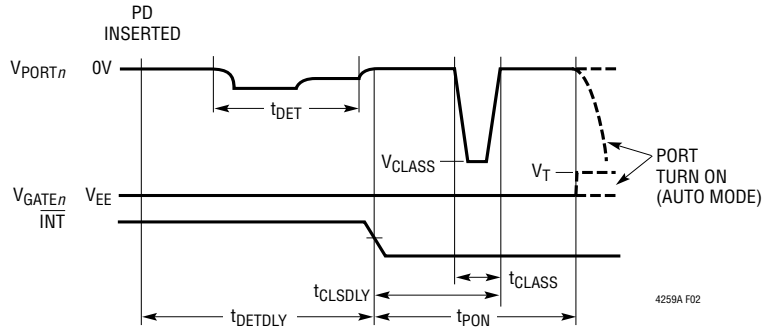 PD
INSERTED
VPORTn 0V
tDET
VCLASS
VT
PORT
TURN ON
(AUTO MODE)
VGATEn VEE
INT
tCLASS
tCLSDLY
tDETDLY
tPON
4259A F02